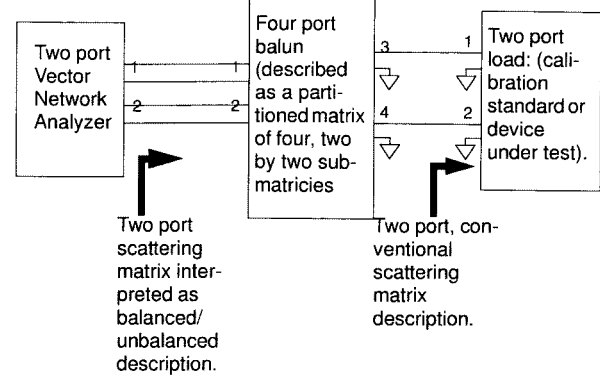 Two port
Vector
Network
Analyzer
1
2
1
2
Four port
balun
(described
as a parti-
tioned matrix
of four, two
by two sub-
matricies
3
4
1
2
Two port
load: (cali-
bration
standard or
device
under test).
Two port
scattering
matrix inter-
preted as
balanced/
unbalanced
description.
Two port, con-
ventional
scattering
matrix
description.